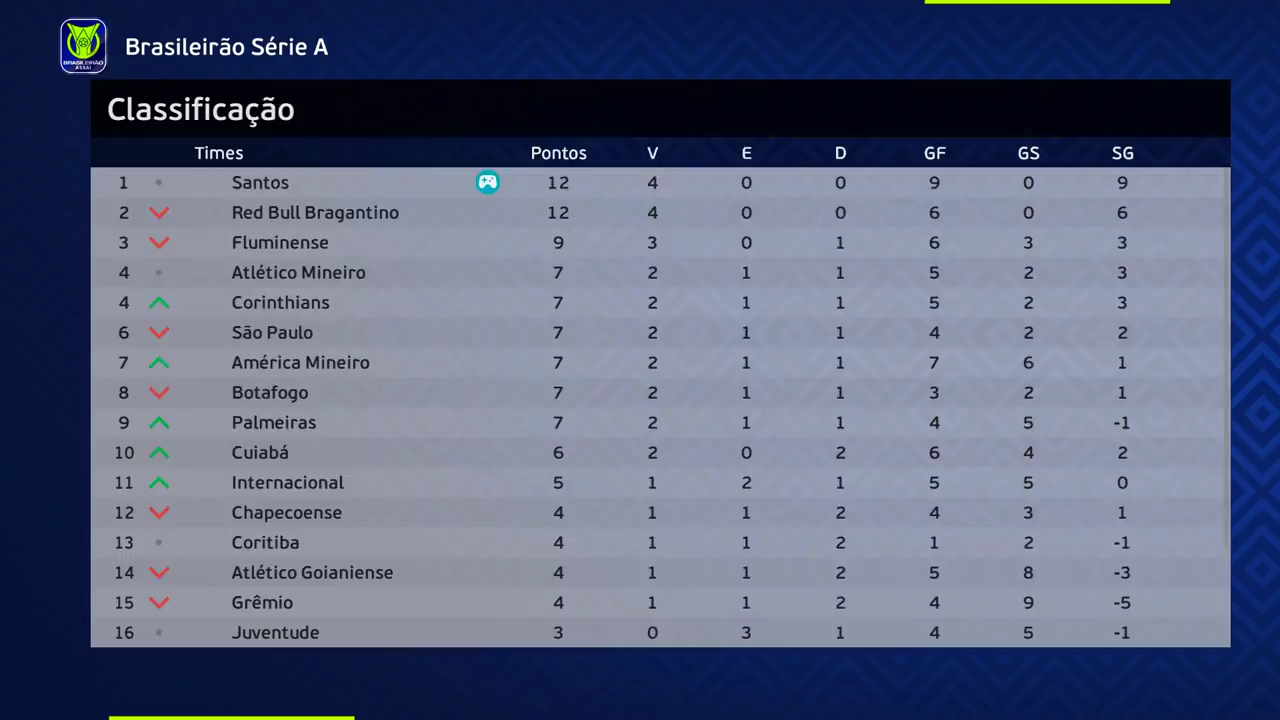 BRASILEIRÃO
ASSAÍ
Brasileirão Série A
Classificação
Times Pontos V E D GF GS SG
1 Santos 12 4 0 0 9 0 9
2 Red Bull Bragantino 12 4 0 0 6 0 6
3 Fluminense 9 3 0 1 6 3 3
4 Atlético Mineiro 7 2 1 1 5 2 3
4 Corinthians 7 2 1 1 5 2 3
6 São Paulo 7 2 1 1 4 2 2
7 América Mineiro 7 2 1 1 7 6 1
8 Botafogo 7 2 1 1 3 2 1
9 Palmeiras 7 2 1 1 4 5 -1
10 Cuiabá 6 2 0 2 6 4 2
11 Internacional 5 1 2 1 5 5 0
12 Chapecoense 4 1 1 2 4 3 1
13 Coritiba 4 1 1 2 1 2 -1
14 Atlético Goianiense 4 1 1 2 5 8 -3
15 Grêmio 4 1 1 2 4 9 -5
16 Juventude 3 0 3 1 4 5 -1